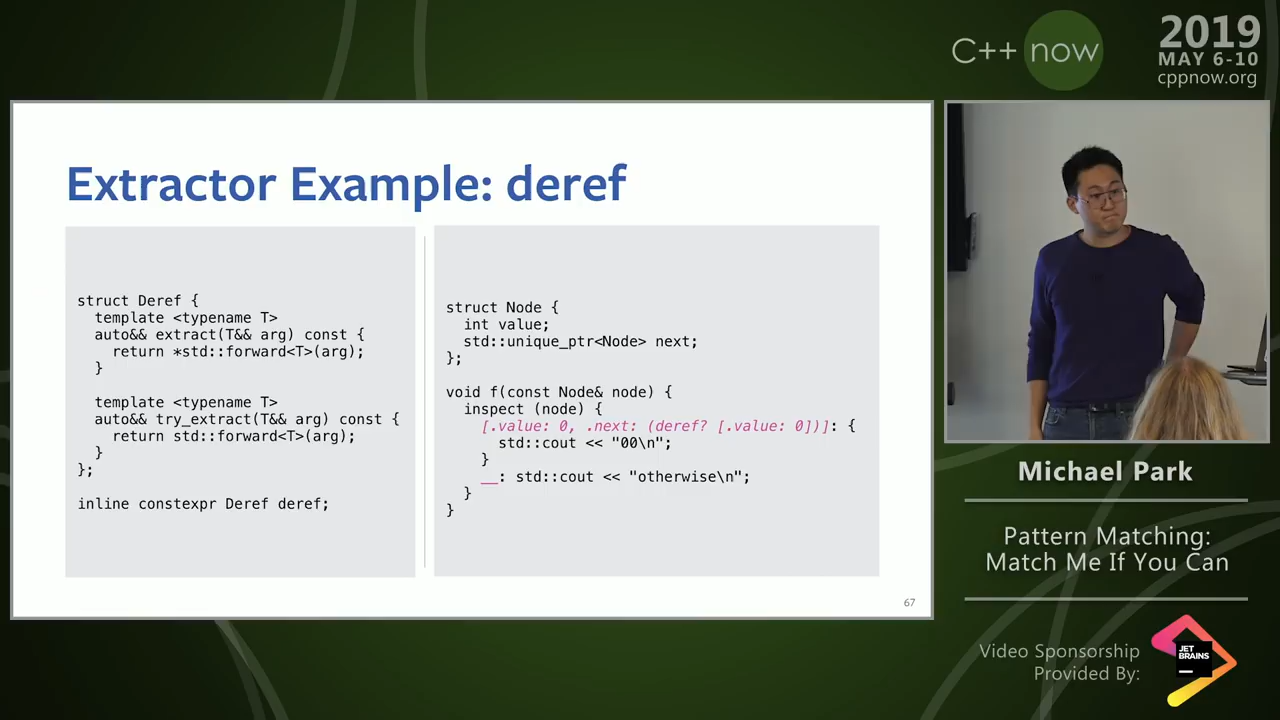 C++ now
2019
MAY 6-10
cppnow.org
Extractor Example: deref
struct Deref {
  template <typename T>
  auto&& extract(T&& arg) const {
    return *std::forward<T>(arg);
  }

  template <typename T>
  auto&& try_extract(T&& arg) const {
    return std::forward<T>(arg);
  }
};

inline constexpr Deref deref;
struct Node {
  int value;
  std::unique_ptr<Node> next;
};

void f(const Node& node) {
  inspect (node) {
    [.value: 0, .next: (deref? [.value: 0])]: {
      std::cout << "00\n";
    }
    __: std::cout << "otherwise\n";
  }
}
67
Michael Park
Pattern Matching:
Match Me If You Can
Video Sponsorship
Provided By:
JET
BRAINS